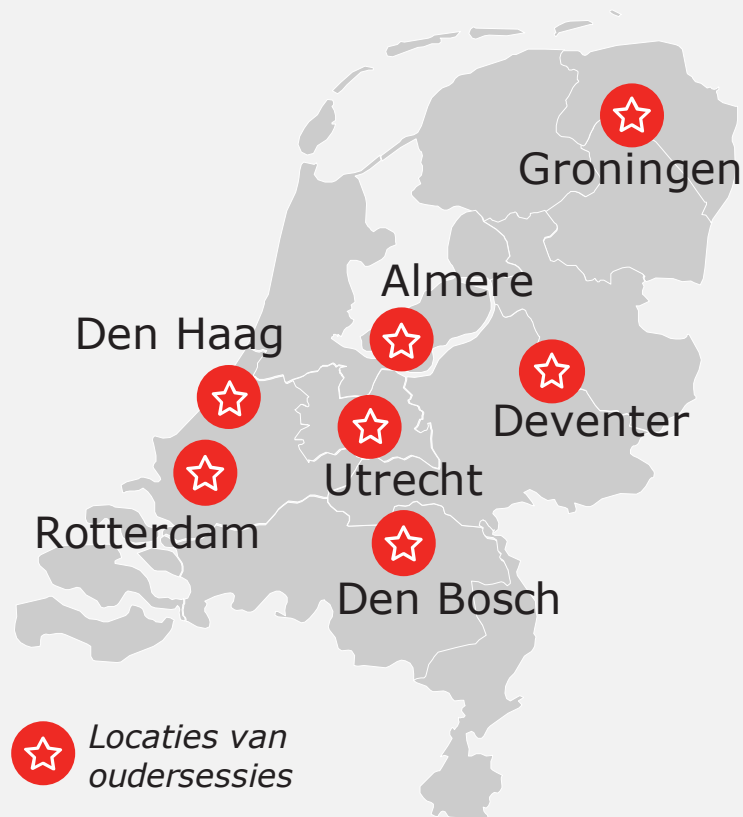 Groningen
Almere
Den Haag
Deventer
Utrecht
Rotterdam
Den Bosch
Locaties van
oudersessies